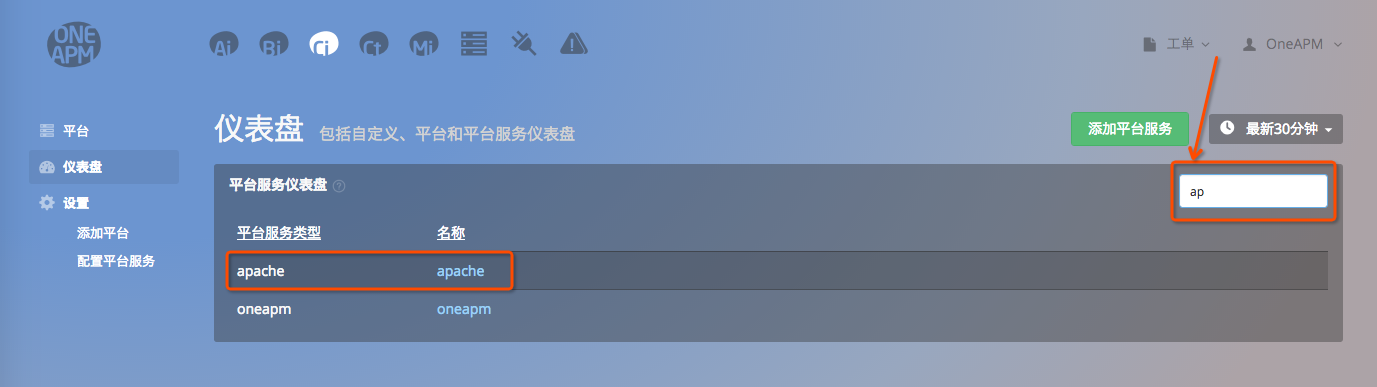 ONE
APM
Ai Bi Ci Ct Mi
工单 OneAPM
平台
仪表盘
设置
添加平台
配置平台服务
仪表盘 包括自定义、平台和平台服务仪表盘
添加平台服务 最新30分钟
平台服务仪表盘 ?
ap
平台服务类型 名称
apache apache
oneapm oneapm